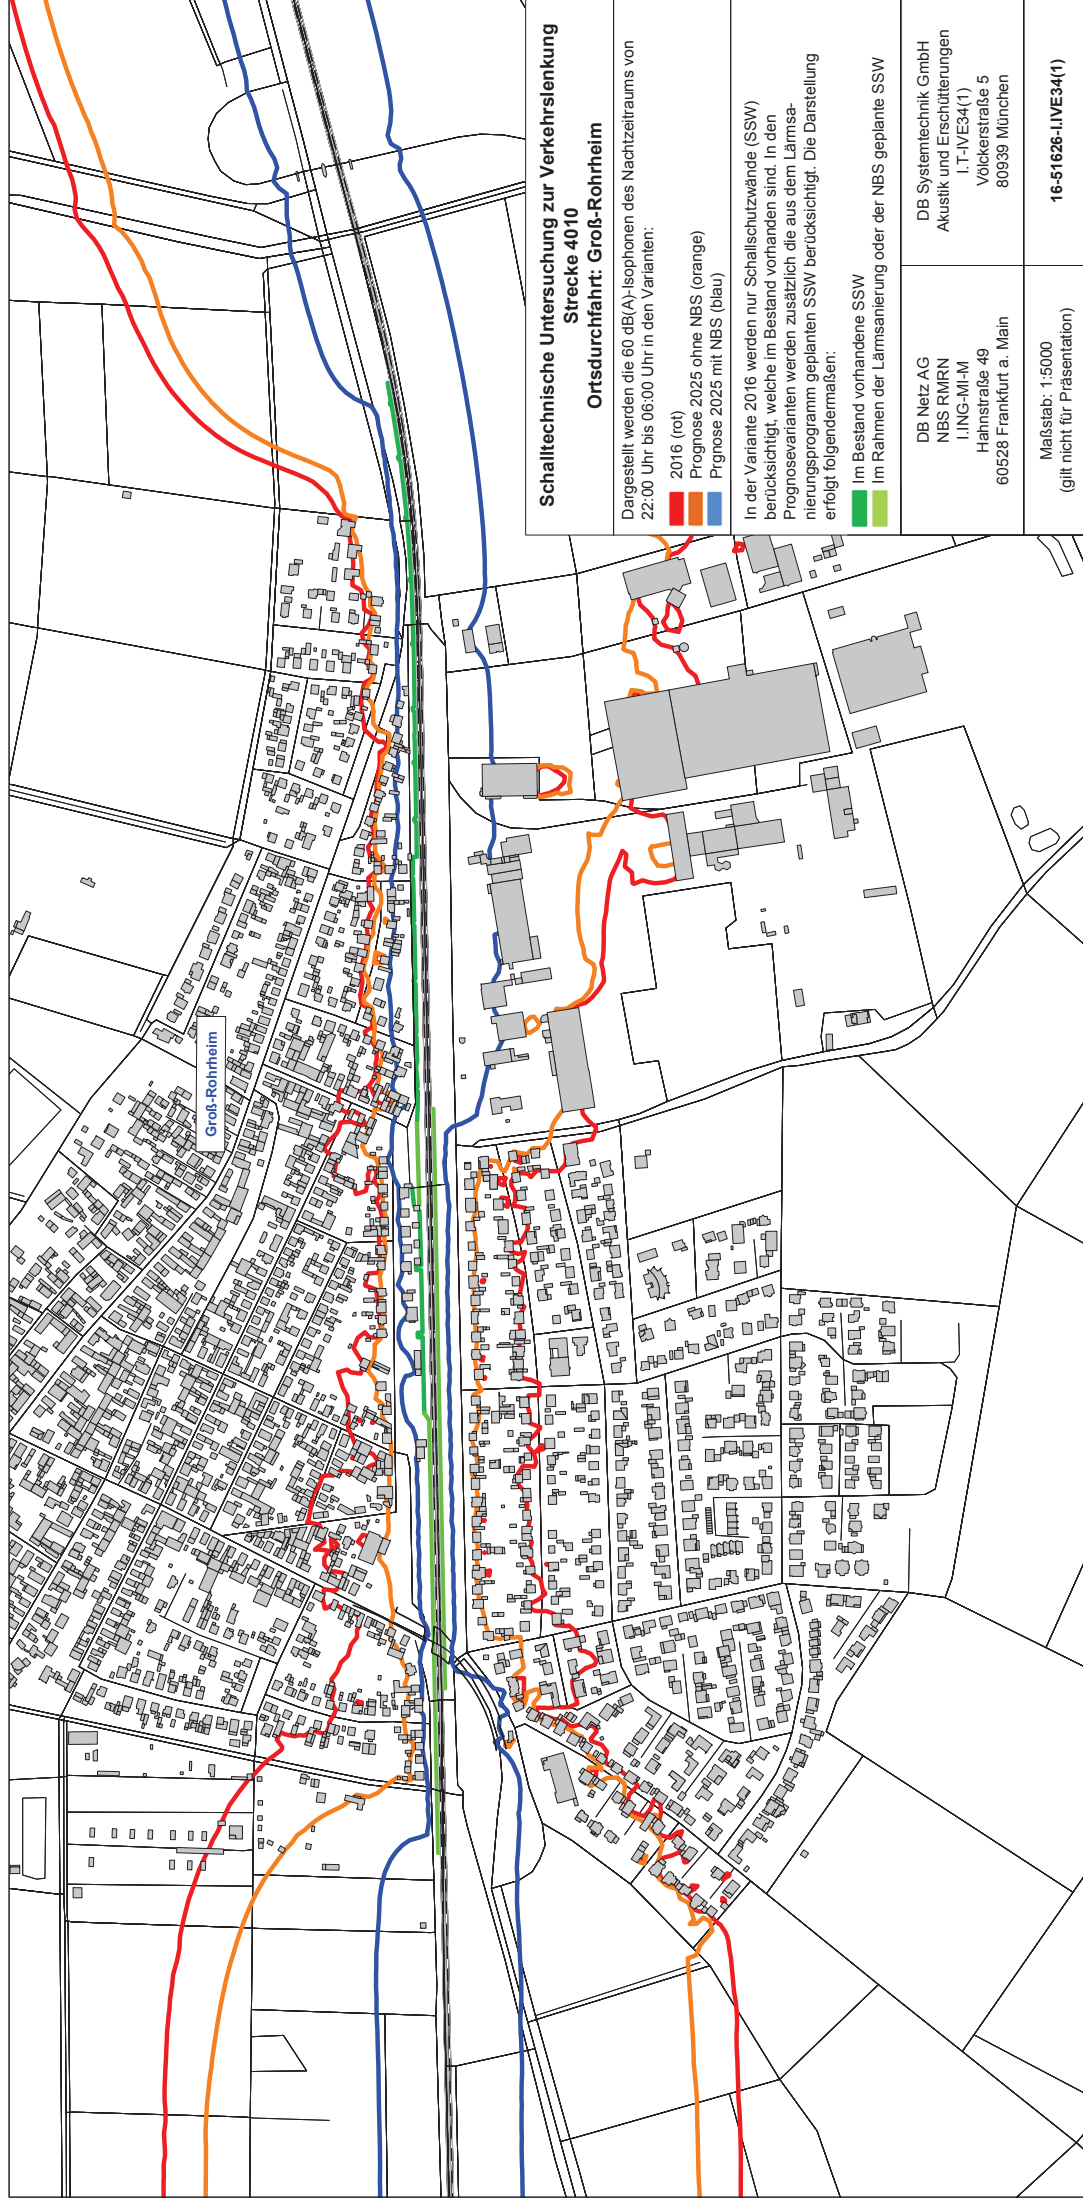 Schalltechnische Untersuchung zur Verkehrslenkung
Strecke 4010
Ortsdurchfahrt: Groß-Rohrheim
Dargestellt werden die 60 dB(A)-Isophonen des Nachtzeitraums von
22:00 Uhr bis 06:00 Uhr in den Varianten:
2016 (rot)
Prognose 2025 ohne NBS (orange)
Prgnose 2025 mit NBS (blau)
In der Variante 2016 werden nur Schallschutzwände (SSW)
berücksichtigt, welche im Bestand vorhanden sind. In den
Prognosevarianten werden zusätzlich die aus dem Lärmsa-
nierungsprogramm geplanten SSW berücksichtigt. Die Darstellung
erfolgt folgendermaßen:
Im Bestand vorhandene SSW
Im Rahmen der Lärmsanierung oder der NBS geplante SSW
DB Netz AG
NBS RMRN
I.ING-MI-M
Hahnstraße 49
60528 Frankfurt a. Main
DB Systemtechnik GmbH
Akustik und Erschütterungen
I.T-IVE34(1)
Völckerstraße 5
80939 München
Maßstab: 1:5000
(gilt nicht für Präsentation)
16-51626-I.IVE34(1)
Groß-Rohrheim